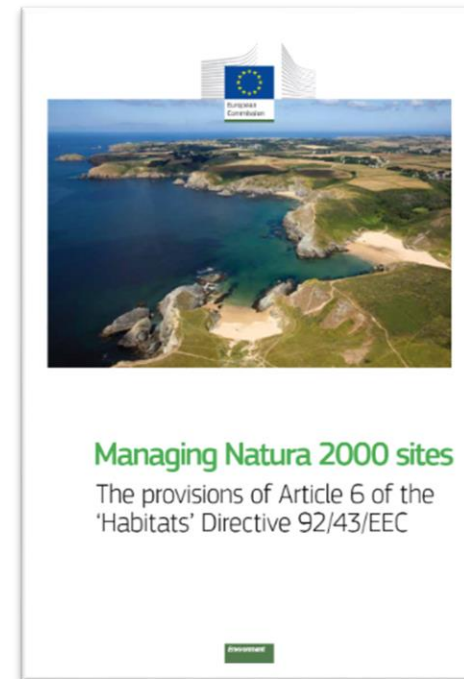 European
Commission
Managing Natura 2000 sites
The provisions of Article 6 of the
‘Habitats’ Directive 92/43/EEC
Environment